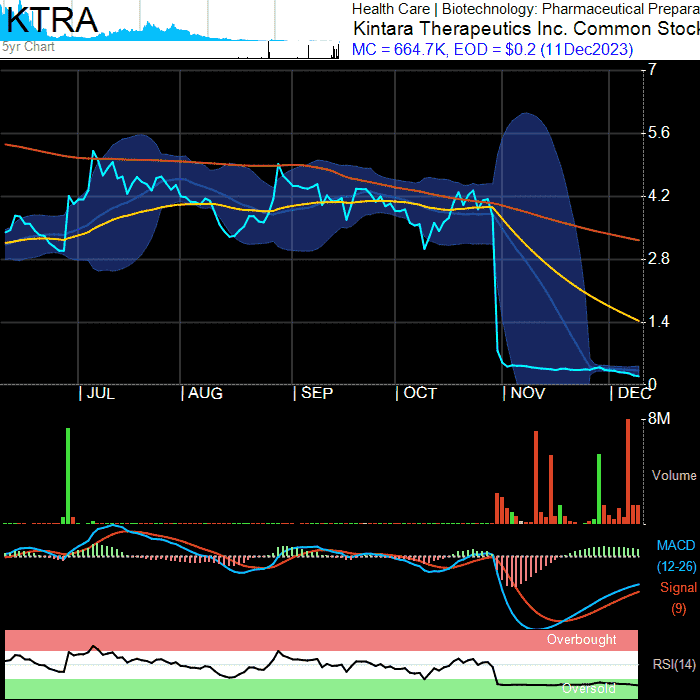 KTRA
5yr Chart
Health Care | Biotechnology: Pharmaceutical Prepara
Kintara Therapeutics Inc. Common Stock
MC = 664.7K, EOD = $0.2 (11Dec2023)
7
5.6
4.2
2.8
1.4
0
| JUL | AUG | SEP | OCT | NOV | DEC
8M
Volume
MACD
(12-26)
Signal
(9)
Overbought
RSI(14)
Oversold